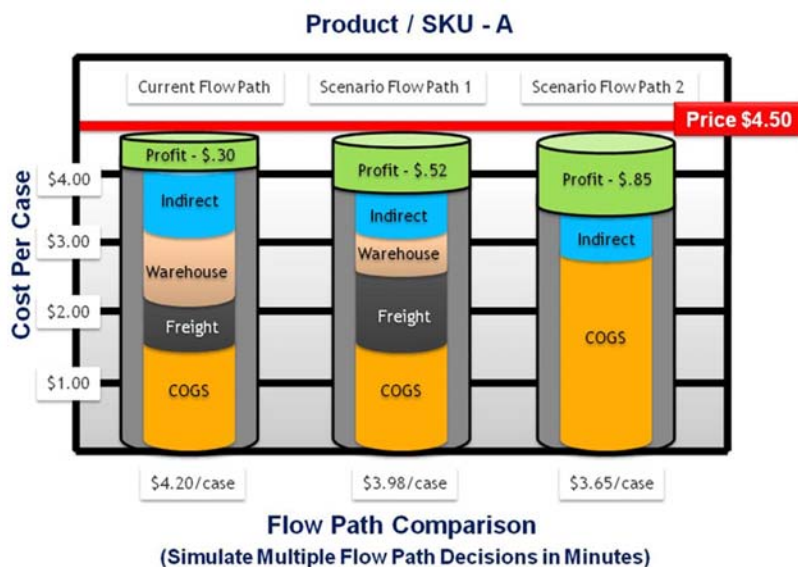 Product / SKU - A
Current Flow Path
Scenario Flow Path 1
Scenario Flow Path 2
Price $4.50
Cost Per Case
$4.00
$3.00
$2.00
$1.00
Profit - $.30
Indirect
Warehouse
Freight
COGS
Profit - $.52
Indirect
Warehouse
Freight
COGS
Profit - $.85
Indirect
COGS
$4.20/case
$3.98/case
$3.65/case
Flow Path Comparison
(Simulate Multiple Flow Path Decisions in Minutes)